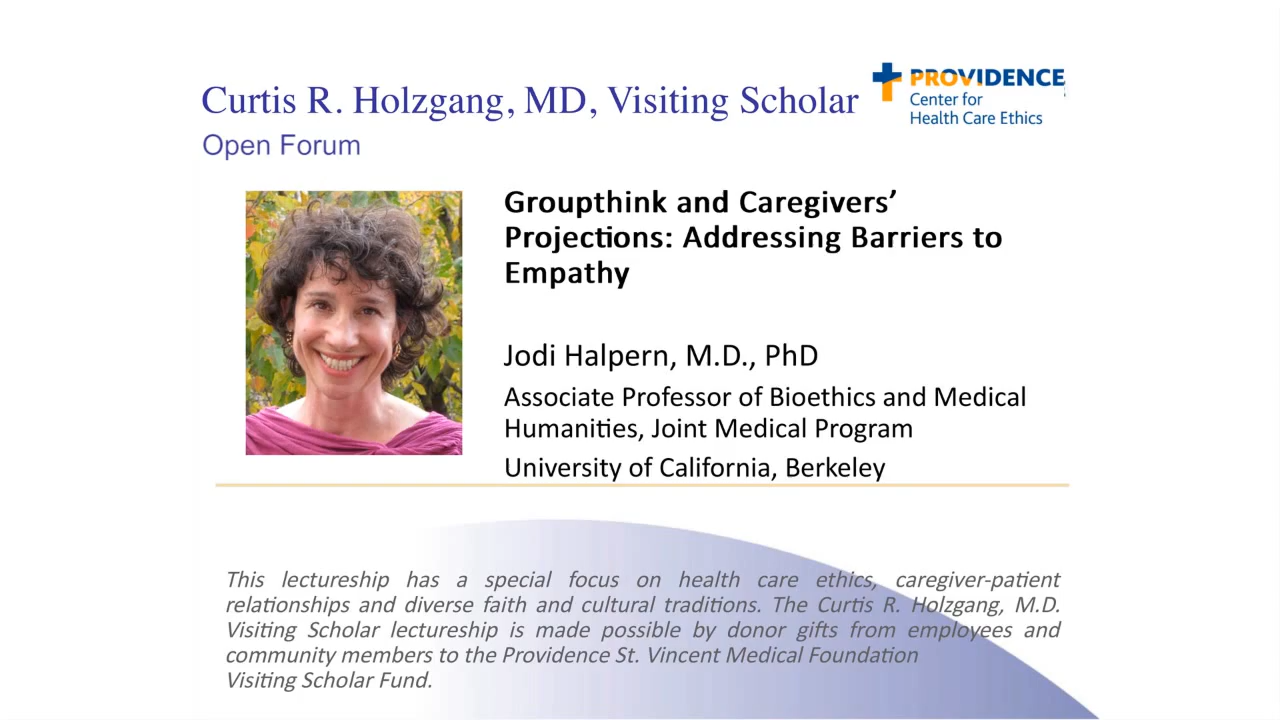 Curtis R. Holzgang, MD, Visiting Scholar
PROVIDENCE
Center for
Health Care Ethics
Open Forum
Groupthink and Caregivers’
Projections: Addressing Barriers to
Empathy
Jodi Halpern, M.D., PhD
Associate Professor of Bioethics and Medical
Humanities, Joint Medical Program
University of California, Berkeley
This lectureship has a special focus on health care ethics, caregiver-patient
relationships and diverse faith and cultural traditions. The Curtis R. Holzgang, M.D.
Visiting Scholar lectureship is made possible by donor gifts from employees and
community members to the Providence St. Vincent Medical Foundation
Visiting Scholar Fund.